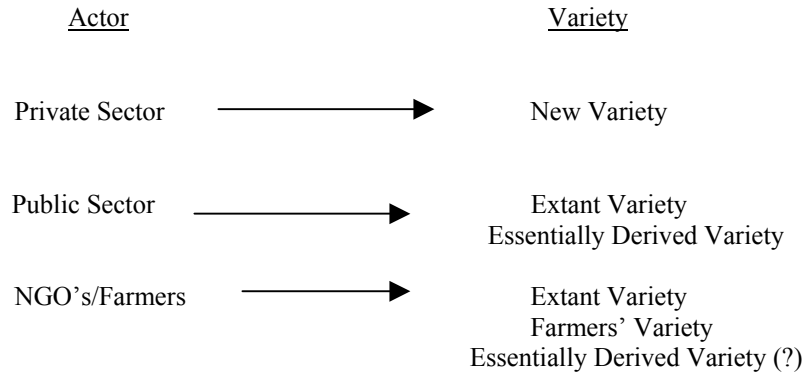 Actor Variety
Private Sector New Variety
Public Sector Extant Variety
Essentially Derived Variety
NGO’s/Farmers Extant Variety
Farmers’ Variety
Essentially Derived Variety (?)